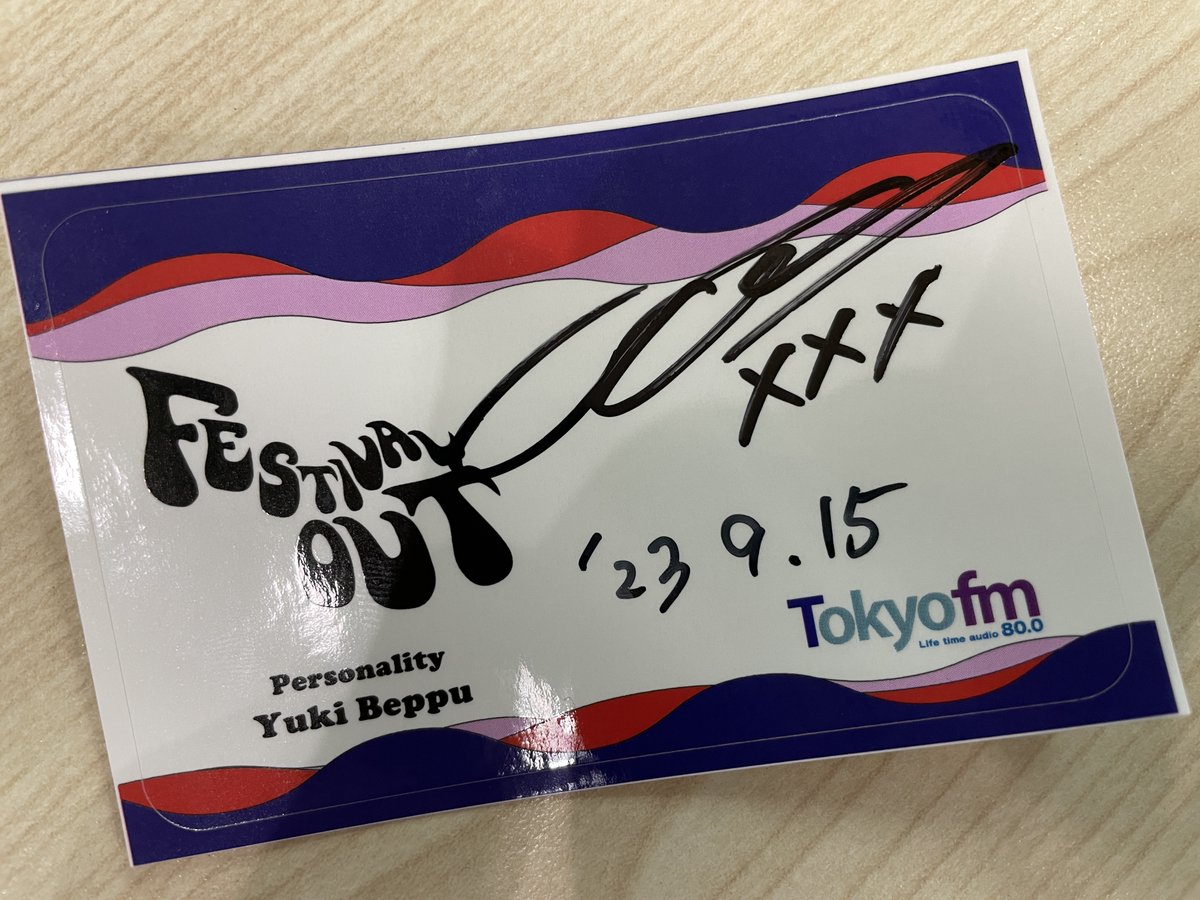 XXX
FESTIVAL
OUT
'23 9.15
Tokyofm
Life time audio 80.0
Personality
Yuki Beppu